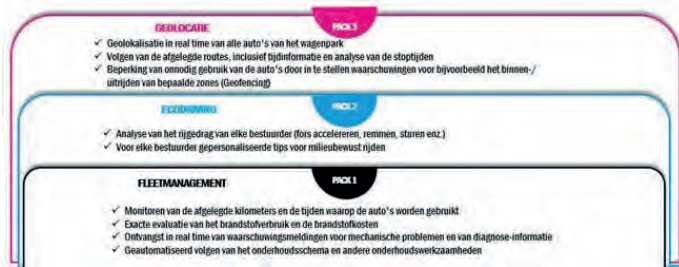 GEOLOCATIE
PACK 3
✓ Geolokalisatie in real time van alle auto's van het wagenpark
✓ Volgen van de afgelegde routes, inclusief tijdinformatie en analyse van de stoptijden
✓ Beperking van onnodig gebruik van de auto's door in te stellen waarschuwingen voor bijvoorbeeld het binnen-/
uitrijden van bepaalde zones (Geofencing)
ECODRIVING
PACK 2
✓ Analyse van het rijgedrag van elke bestuurder (fors accelereren, remmen, sturen enz.)
✓ Voor elke bestuurder gepersonaliseerde tips voor milieubewust rijden
FLEETMANAGEMENT
PACK 1
✓ Monitoren van de afgelegde kilometers en de tijden waarop de auto's worden gebruikt
✓ Exacte evaluatie van het brandstofverbruik en de brandstofkosten
✓ Ontvangst in real time van waarschuwingsmeldingen voor mechanische problemen en van diagnose-informatie
✓ Geautomatiseerd volgen van het onderhoudsschema en andere onderhoudswerkzaamheden